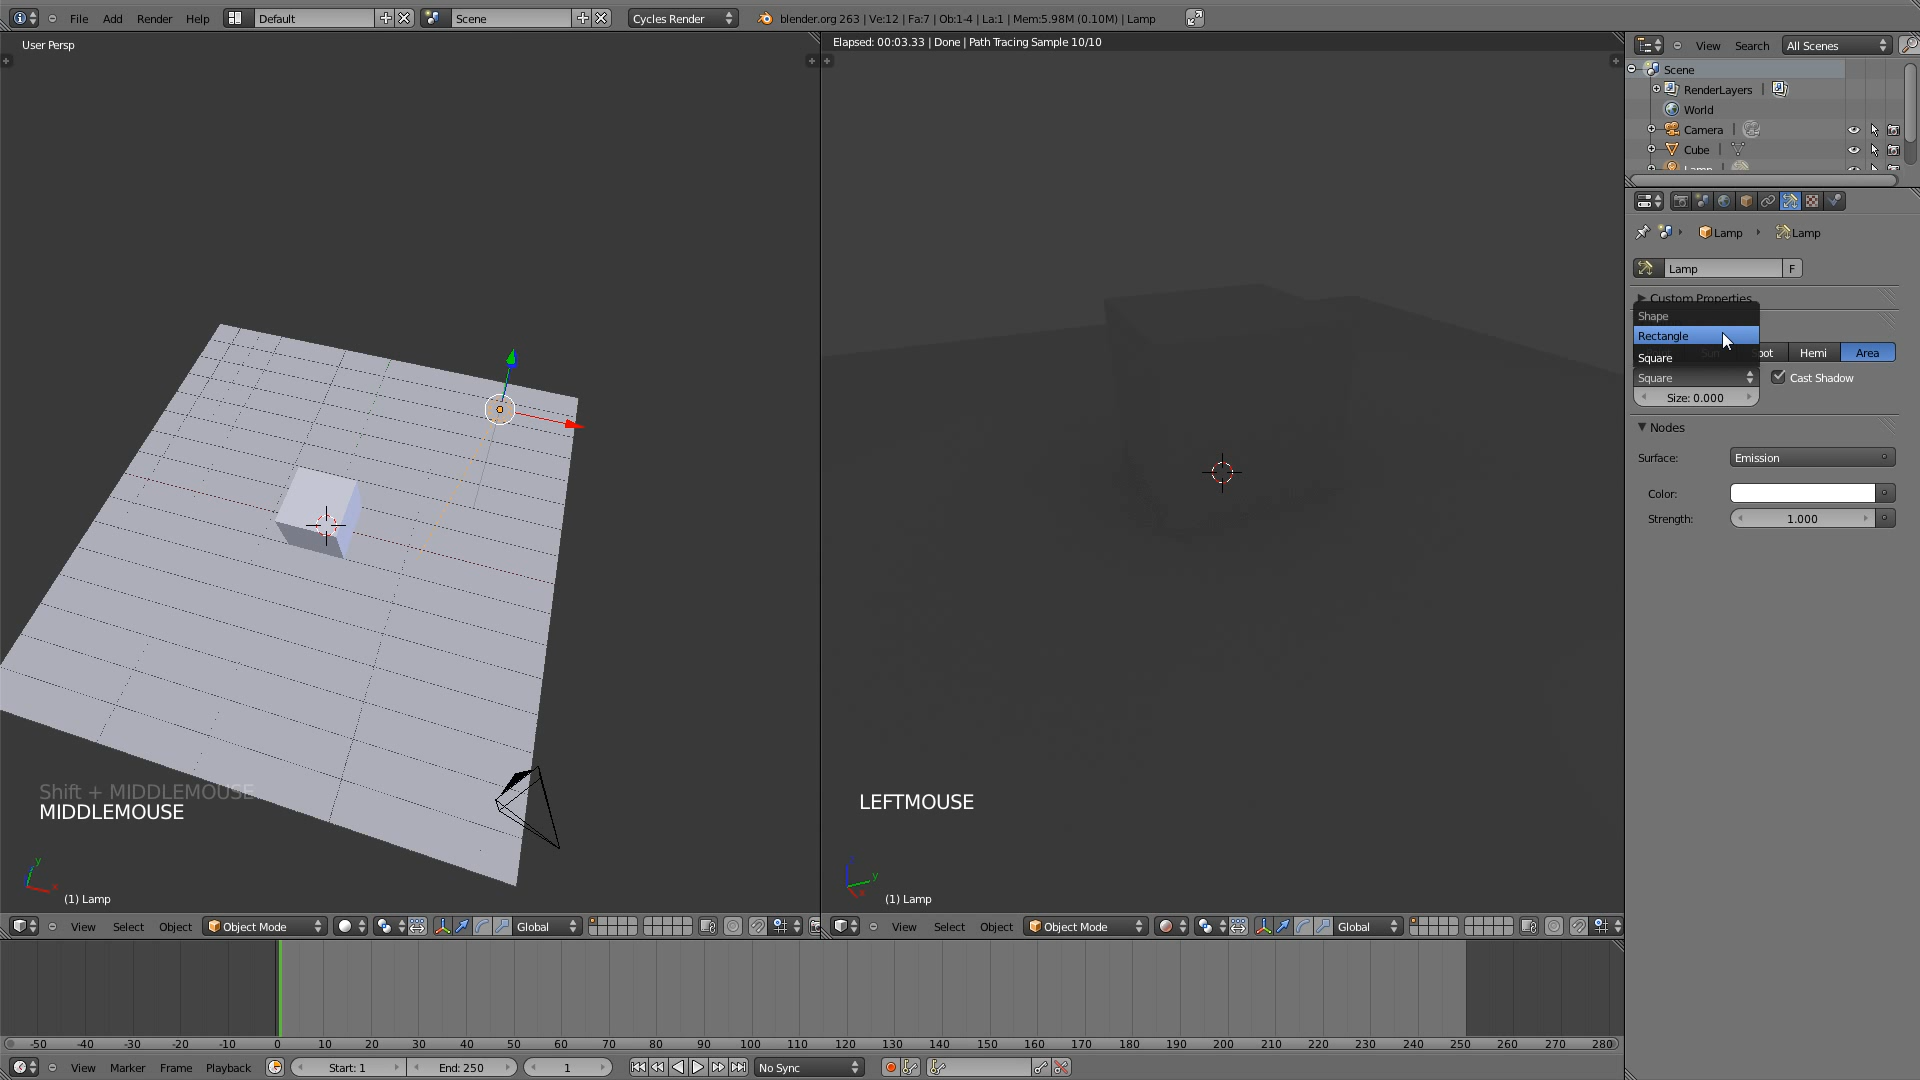 File Add Render Help Default Scene Cycles Render blender.org 263 | Ve:12 | Fa:7 | Ob:1-4 | La:1 | Mem:5.98M (0.10M) | Lamp
User Persp
Elapsed: 00:03.33 | Done | Path Tracing Sample 10/10
View Search All Scenes
Scene
RenderLayers |
World
Camera |
Cube |
Lamp Lamp
Lamp F
Custom Properties
Shape
Rectangle
Square
Sun Spot Hemi Area
Square Cast Shadow
Size: 0.000
Nodes
Surface: Emission
Color:
Strength: 1.000
Shift + MIDDLEMOUSE
MIDDLEMOUSE
LEFTMOUSE
y
x
(1) Lamp
z
y
x
(1) Lamp
View Select Object Object Mode Global
View Select Object Object Mode Global
-50 -40 -30 -20 -10 0 10 20 30 40 50 60 70 80 90 100 110 120 130 140 150 160 170 180 190 200 210 220 230 240 250 260 270 280
View Marker Frame Playback Start: 1 End: 250 1 No Sync